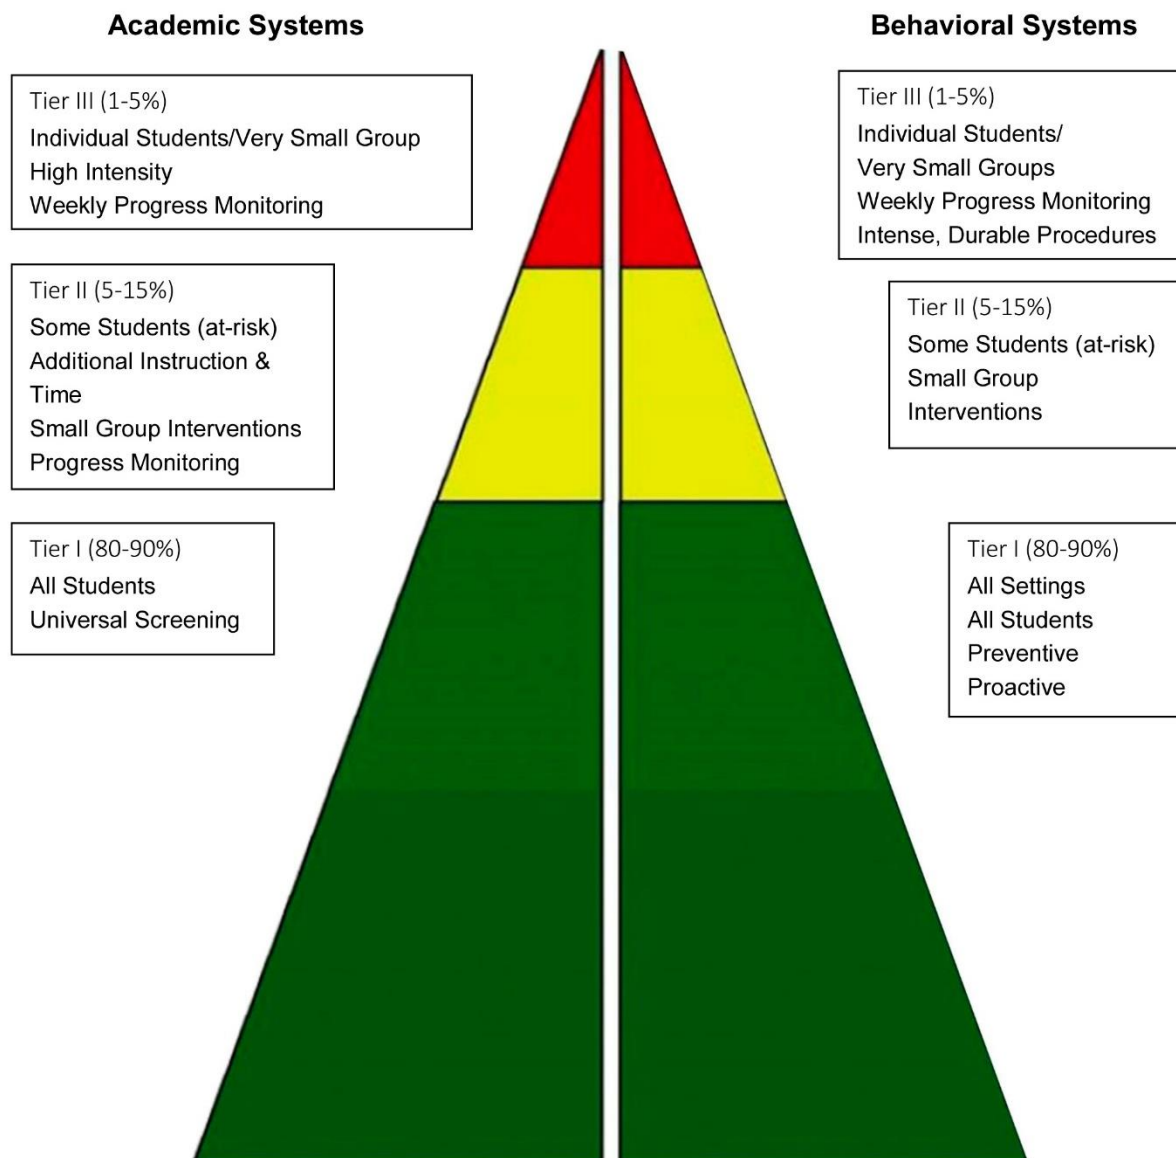 Academic Systems
Behavioral Systems
Tier III (1-5%)
Individual Students/Very Small Group
High Intensity
Weekly Progress Monitoring
Tier III (1-5%)
Individual Students/
Very Small Groups
Weekly Progress Monitoring
Intense, Durable Procedures
Tier II (5-15%)
Some Students (at-risk)
Additional Instruction &
Time
Small Group Interventions
Progress Monitoring
Tier II (5-15%)
Some Students (at-risk)
Small Group
Interventions
Tier I (80-90%)
All Students
Universal Screening
Tier I (80-90%)
All Settings
All Students
Preventive
Proactive